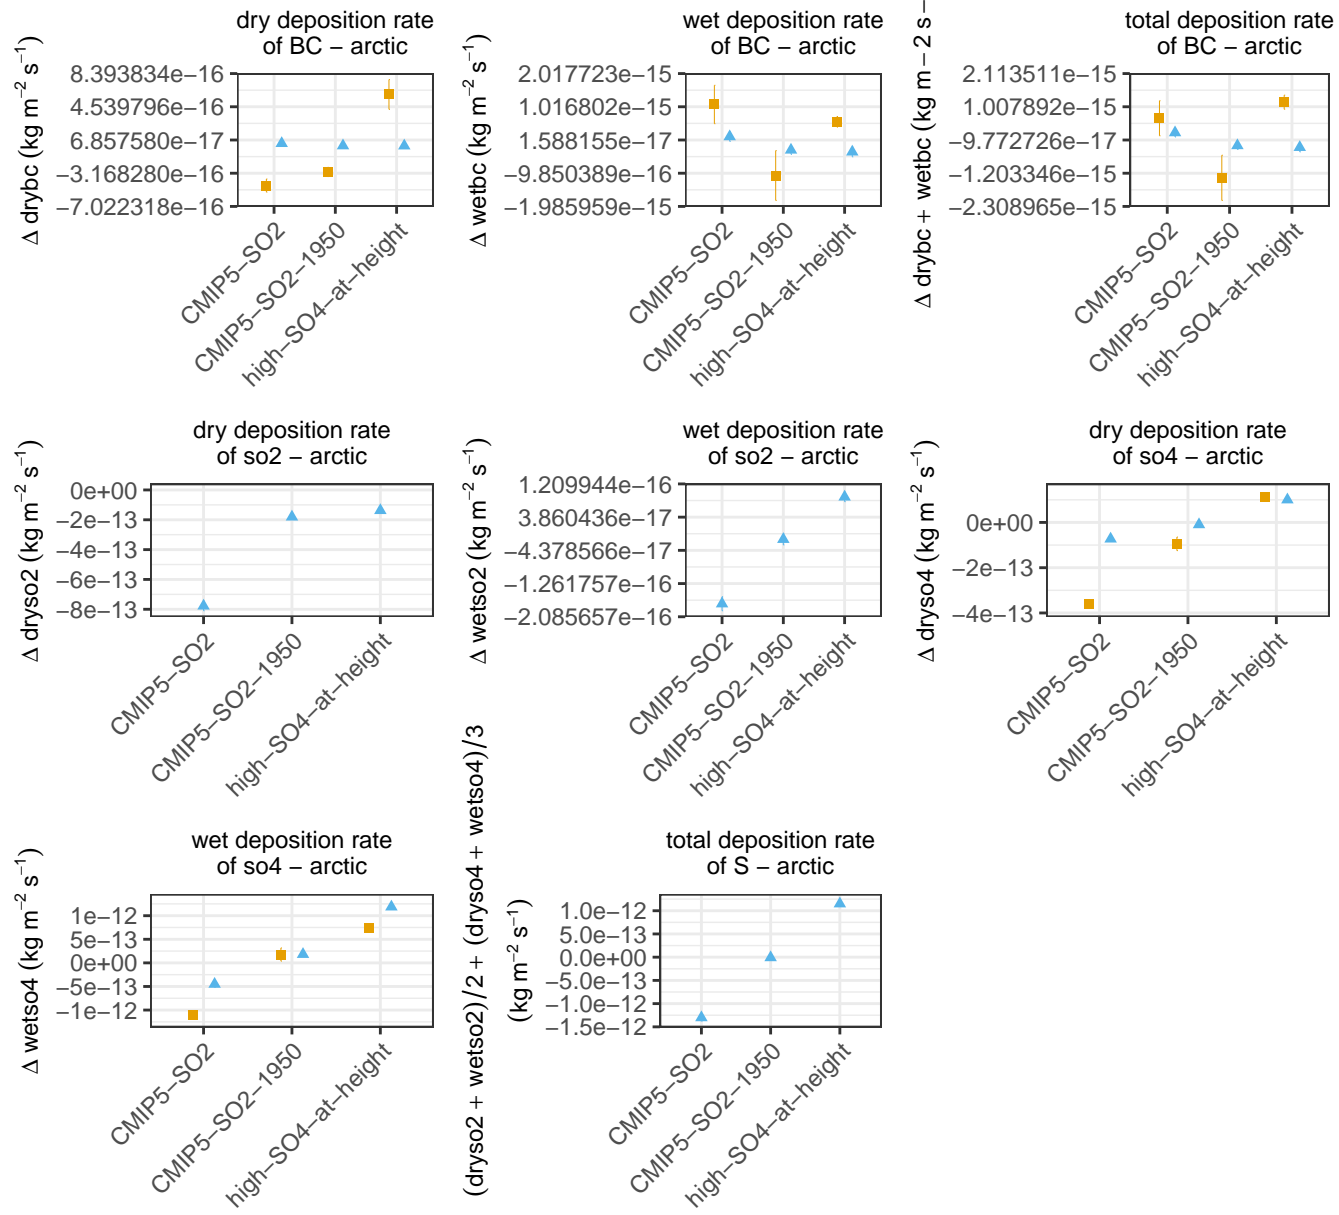 dry deposition rate
of BC − arctic
Δ drybc (kg m−2 s−1)
8.393834e−16
4.539796e−16
6.857580e−17
−3.168280e−16
−7.022318e−16
CMIP5−SO2
CMIP5−SO2−1950
high−SO4−at−height
wet deposition rate
of BC − arctic
Δ wetbc (kg m−2 s−1)
2.017723e−15
1.016802e−15
1.588155e−17
−9.850389e−16
−1.985959e−15
CMIP5−SO2
CMIP5−SO2−1950
high−SO4−at−height
total deposition rate
of BC − arctic
Δ drybc + wetbc (kg m−2 s−
2.113511e−15
1.007892e−15
−9.772726e−17
−1.203346e−15
−2.308965e−15
CMIP5−SO2
CMIP5−SO2−1950
high−SO4−at−height
dry deposition rate
of so2 − arctic
Δ dryso2 (kg m−2 s−1)
0e+00
−2e−13
−4e−13
−6e−13
−8e−13
CMIP5−SO2
CMIP5−SO2−1950
high−SO4−at−height
wet deposition rate
of so2 − arctic
Δ wetso2 (kg m−2 s−1)
1.209944e−16
3.860436e−17
−4.378566e−17
−1.261757e−16
−2.085657e−16
CMIP5−SO2
CMIP5−SO2−1950
high−SO4−at−height
dry deposition rate
of so4 − arctic
Δ dryso4 (kg m−2 s−1)
0e+00
−2e−13
−4e−13
CMIP5−SO2
CMIP5−SO2−1950
high−SO4−at−height
wet deposition rate
of so4 − arctic
Δ wetso4 (kg m−2 s−1)
1e−12
5e−13
0e+00
−5e−13
−1e−12
CMIP5−SO2
CMIP5−SO2−1950
high−SO4−at−height
total deposition rate
of S − arctic
(dryso2 + wetso2)/2 + (dryso4 + wetso4)/3
(kg m−2 s−1)
1.0e−12
5.0e−13
0.0e+00
−5.0e−13
−1.0e−12
−1.5e−12
CMIP5−SO2
CMIP5−SO2−1950
high−SO4−at−height